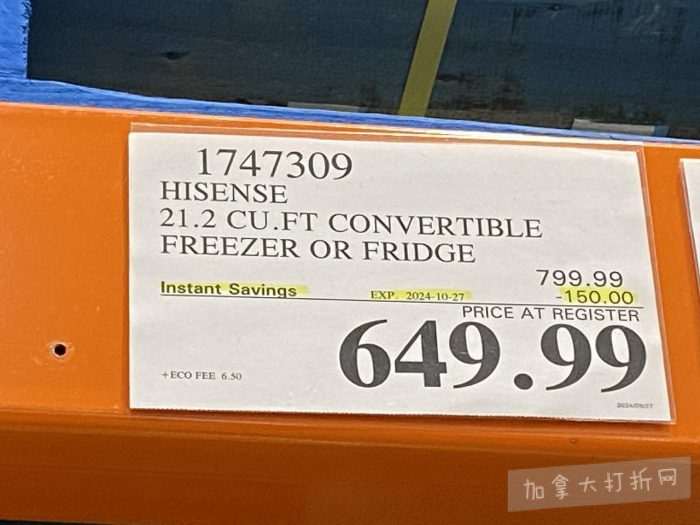 1747309
HISENSE
21.2 CU.FT CONVERTIBLE
FREEZER OR FRIDGE
799.99
Instant Savings EXP. 2024-10-27 -150.00
PRICE AT REGISTER
649.99
+ECO FEE 6.50
加拿大打折网